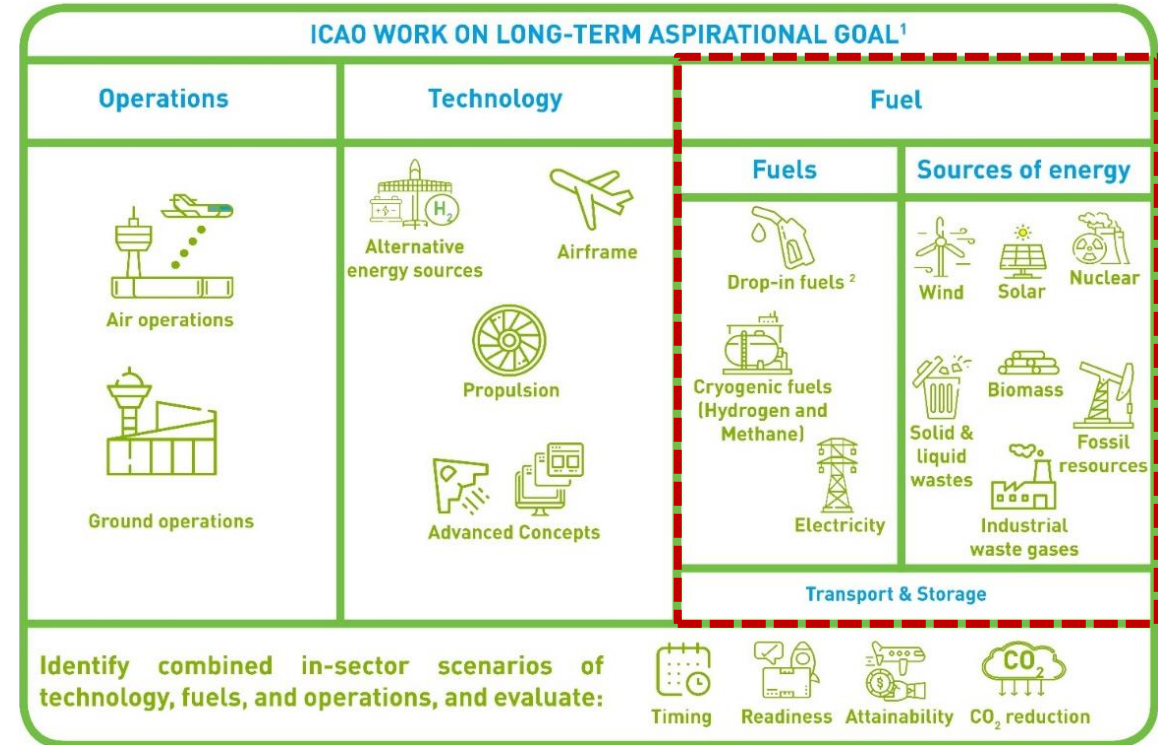 ICAO WORK ON LONG-TERM ASPIRATIONAL GOAL¹
Operations
Air operations
Ground operations
Technology
H₂
Alternative
energy sources
Airframe
Propulsion
Advanced Concepts
Fuel
Fuels
Drop-in fuels ²
Cryogenic fuels
(Hydrogen and
Methane)
Electricity
Sources of energy
Wind
Solar
Nuclear
Solid &
liquid
wastes
Biomass
Fossil
resources
Industrial
waste gases
Transport & Storage
Identify combined in-sector scenarios of
technology, fuels, and operations, and evaluate:
Timing
Readiness
Attainability
CO₂
CO₂ reduction